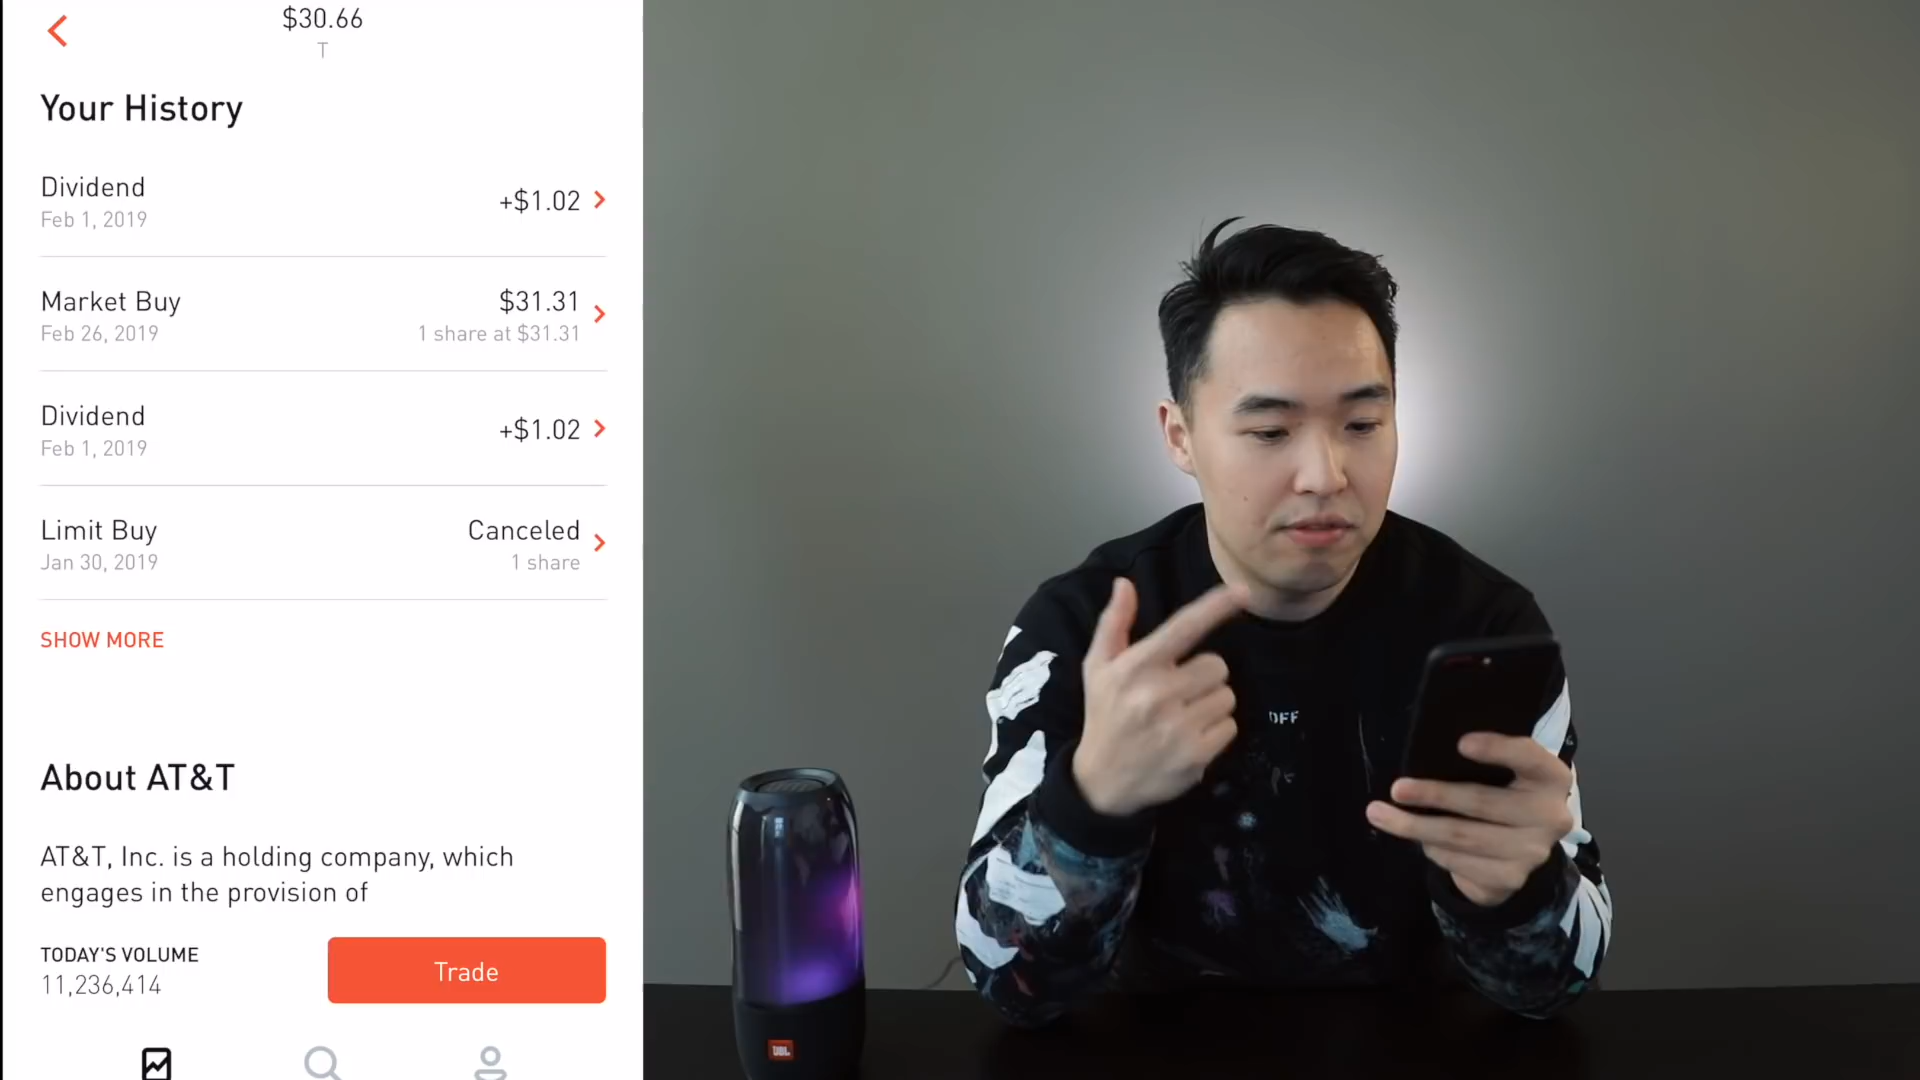 $30.66
T
Your History
Dividend
+$1.02
Feb 1, 2019
Market Buy
$31.31
Feb 26, 2019
1 share at $31.31
Dividend
+$1.02
Feb 1, 2019
Limit Buy
Canceled
Jan 30, 2019
1 share
SHOW MORE
About AT&T
AT&T, Inc. is a holding company, which
engages in the provision of
TODAY'S VOLUME
11,236,414
Trade
OFF
JBL